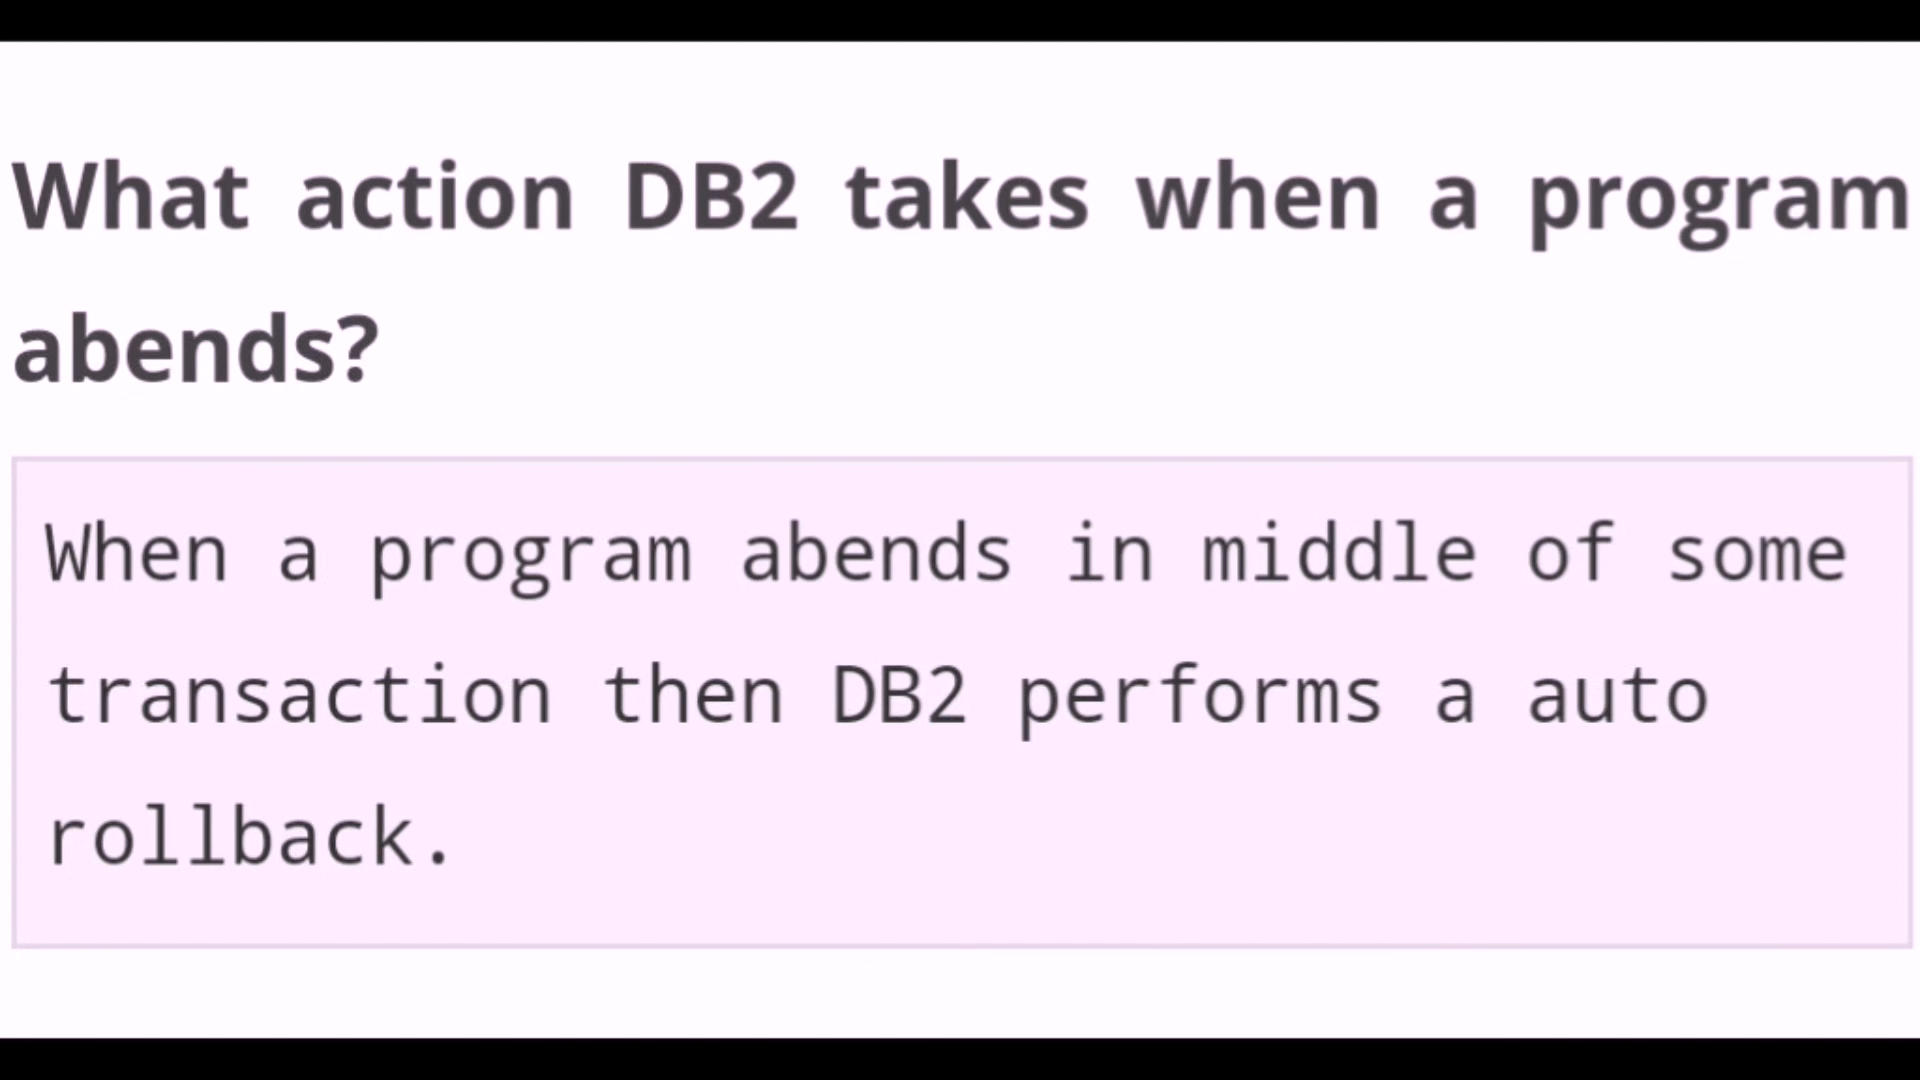 What action DB2 takes when a program
abends?
When a program abends in middle of some
transaction then DB2 performs a auto
rollback.